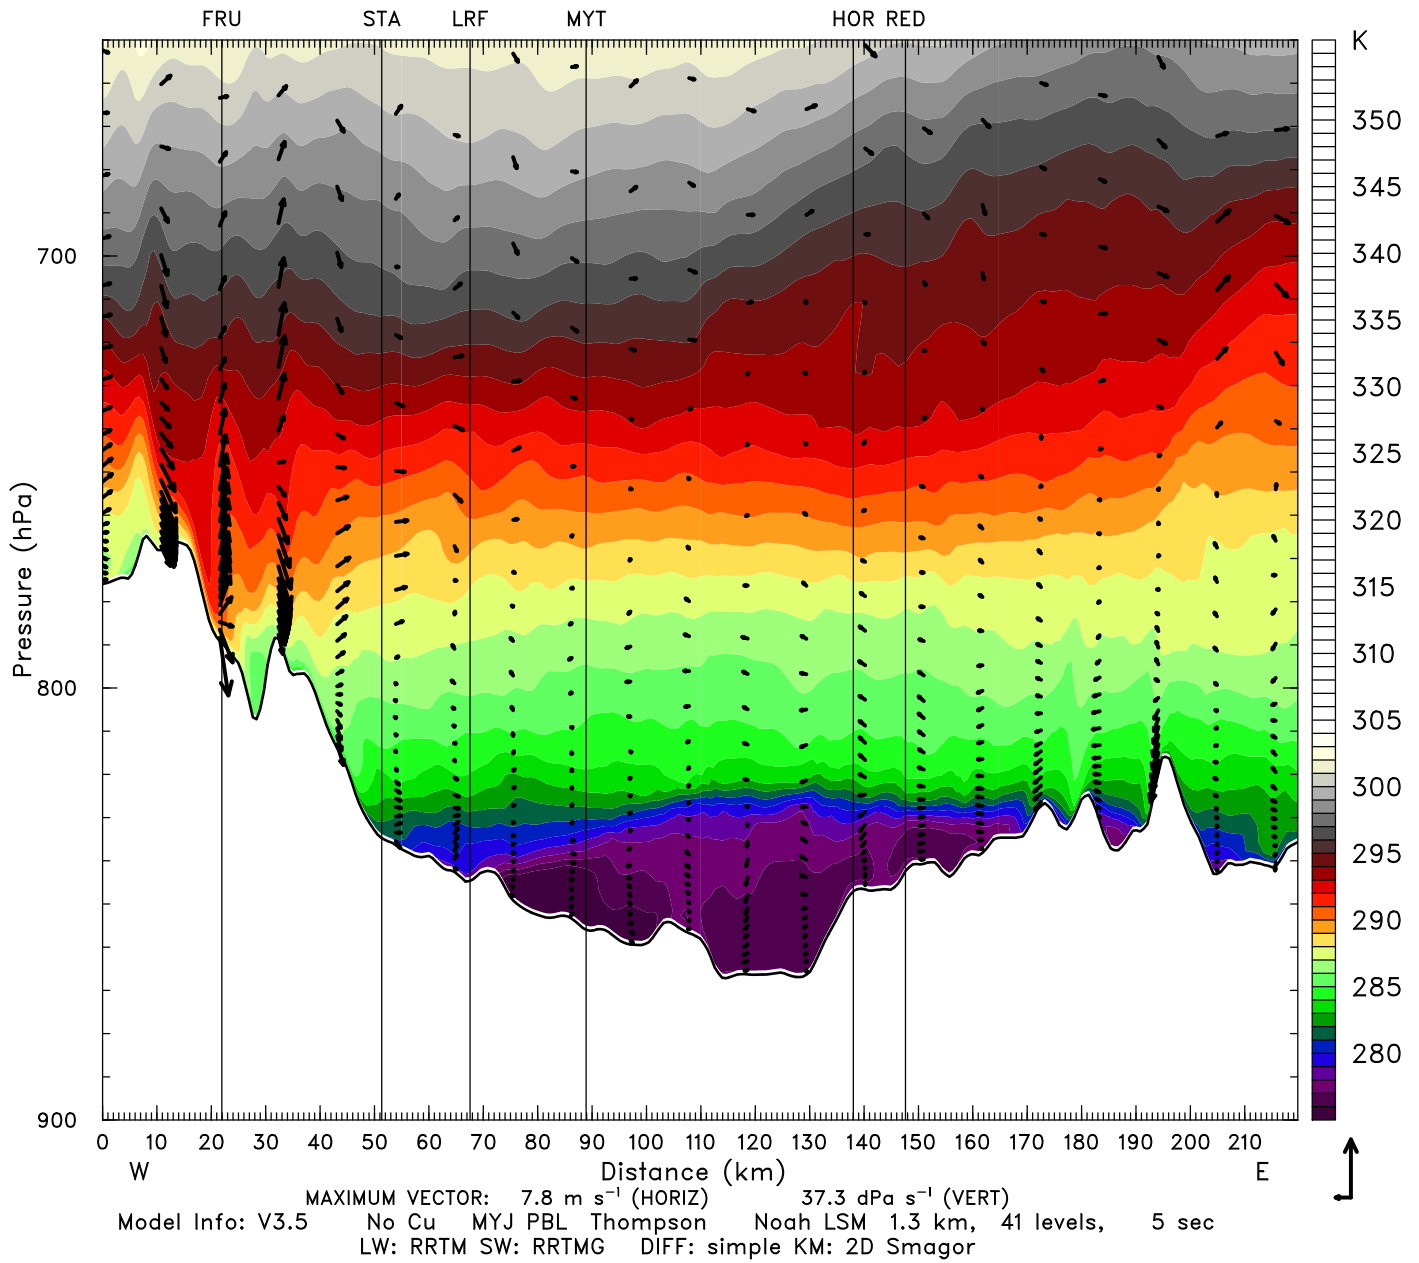 FRU STA LRF MYT HOR RED
K
350
345
340
335
330
325
320
315
310
305
300
295
290
285
280
Pressure (hPa)
700
800
900
0 10 20 30 40 50 60 70 80 90 100 110 120 130 140 150 160 170 180 190 200 210
W Distance (km) E
MAXIMUM VECTOR: 7.8 m s⁻¹ (HORIZ) 37.3 dPa s⁻¹ (VERT)
Model Info: V3.5 No Cu MYJ PBL Thompson Noah LSM 1.3 km, 41 levels, 5 sec
LW: RRTM SW: RRTMG DIFF: simple KM: 2D Smagor